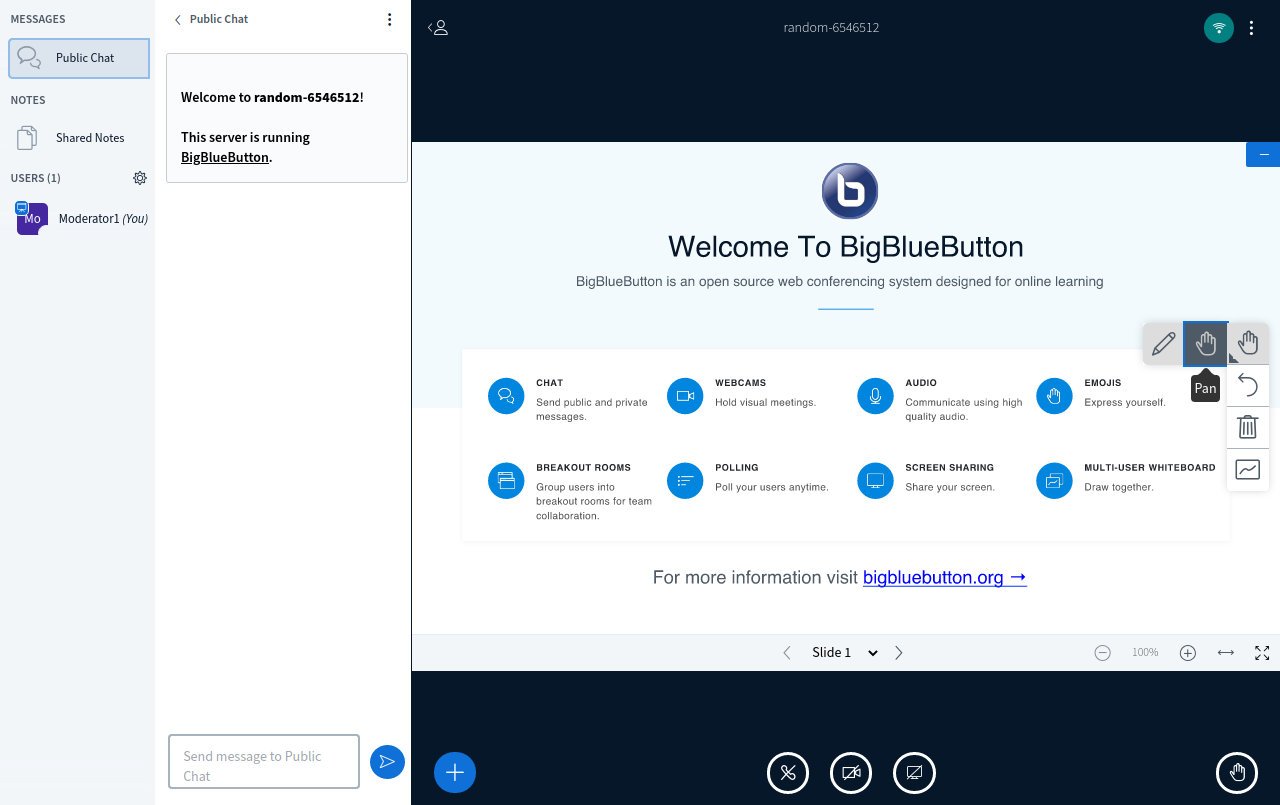 MESSAGES
Public Chat
NOTES
Shared Notes
USERS (1)
Mo
Moderator1 (You)
Public Chat
Welcome to random-6546512!
This server is running
BigBlueButton.
Send message to Public
Chat
random-6546512
Welcome To BigBlueButton
BigBlueButton is an open source web conferencing system designed for online learning
CHAT
Send public and private
messages.
WEBCAMS
Hold visual meetings.
AUDIO
Communicate using high
quality audio.
EMOJIS
Express yourself.
BREAKOUT ROOMS
Group users into
breakout rooms for team
collaboration.
POLLING
Poll your users anytime.
SCREEN SHARING
Share your screen.
MULTI-USER WHITEBOARD
Draw together.
Pan
For more information visit bigbluebutton.org →
Slide 1
100%